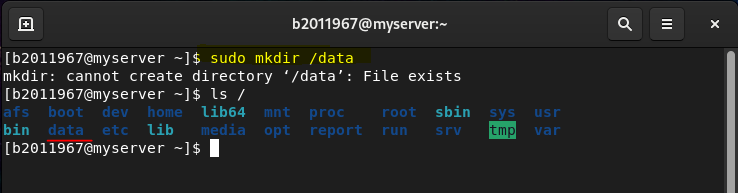 b2011967@myserver:~
[b2011967@myserver ~]$ sudo mkdir /data
mkdir: cannot create directory ‘/data’: File exists
[b2011967@myserver ~]$ ls /
afs boot dev home lib64 mnt proc root sbin sys usr
bin data etc lib media opt report run srv tmp var
[b2011967@myserver ~]$